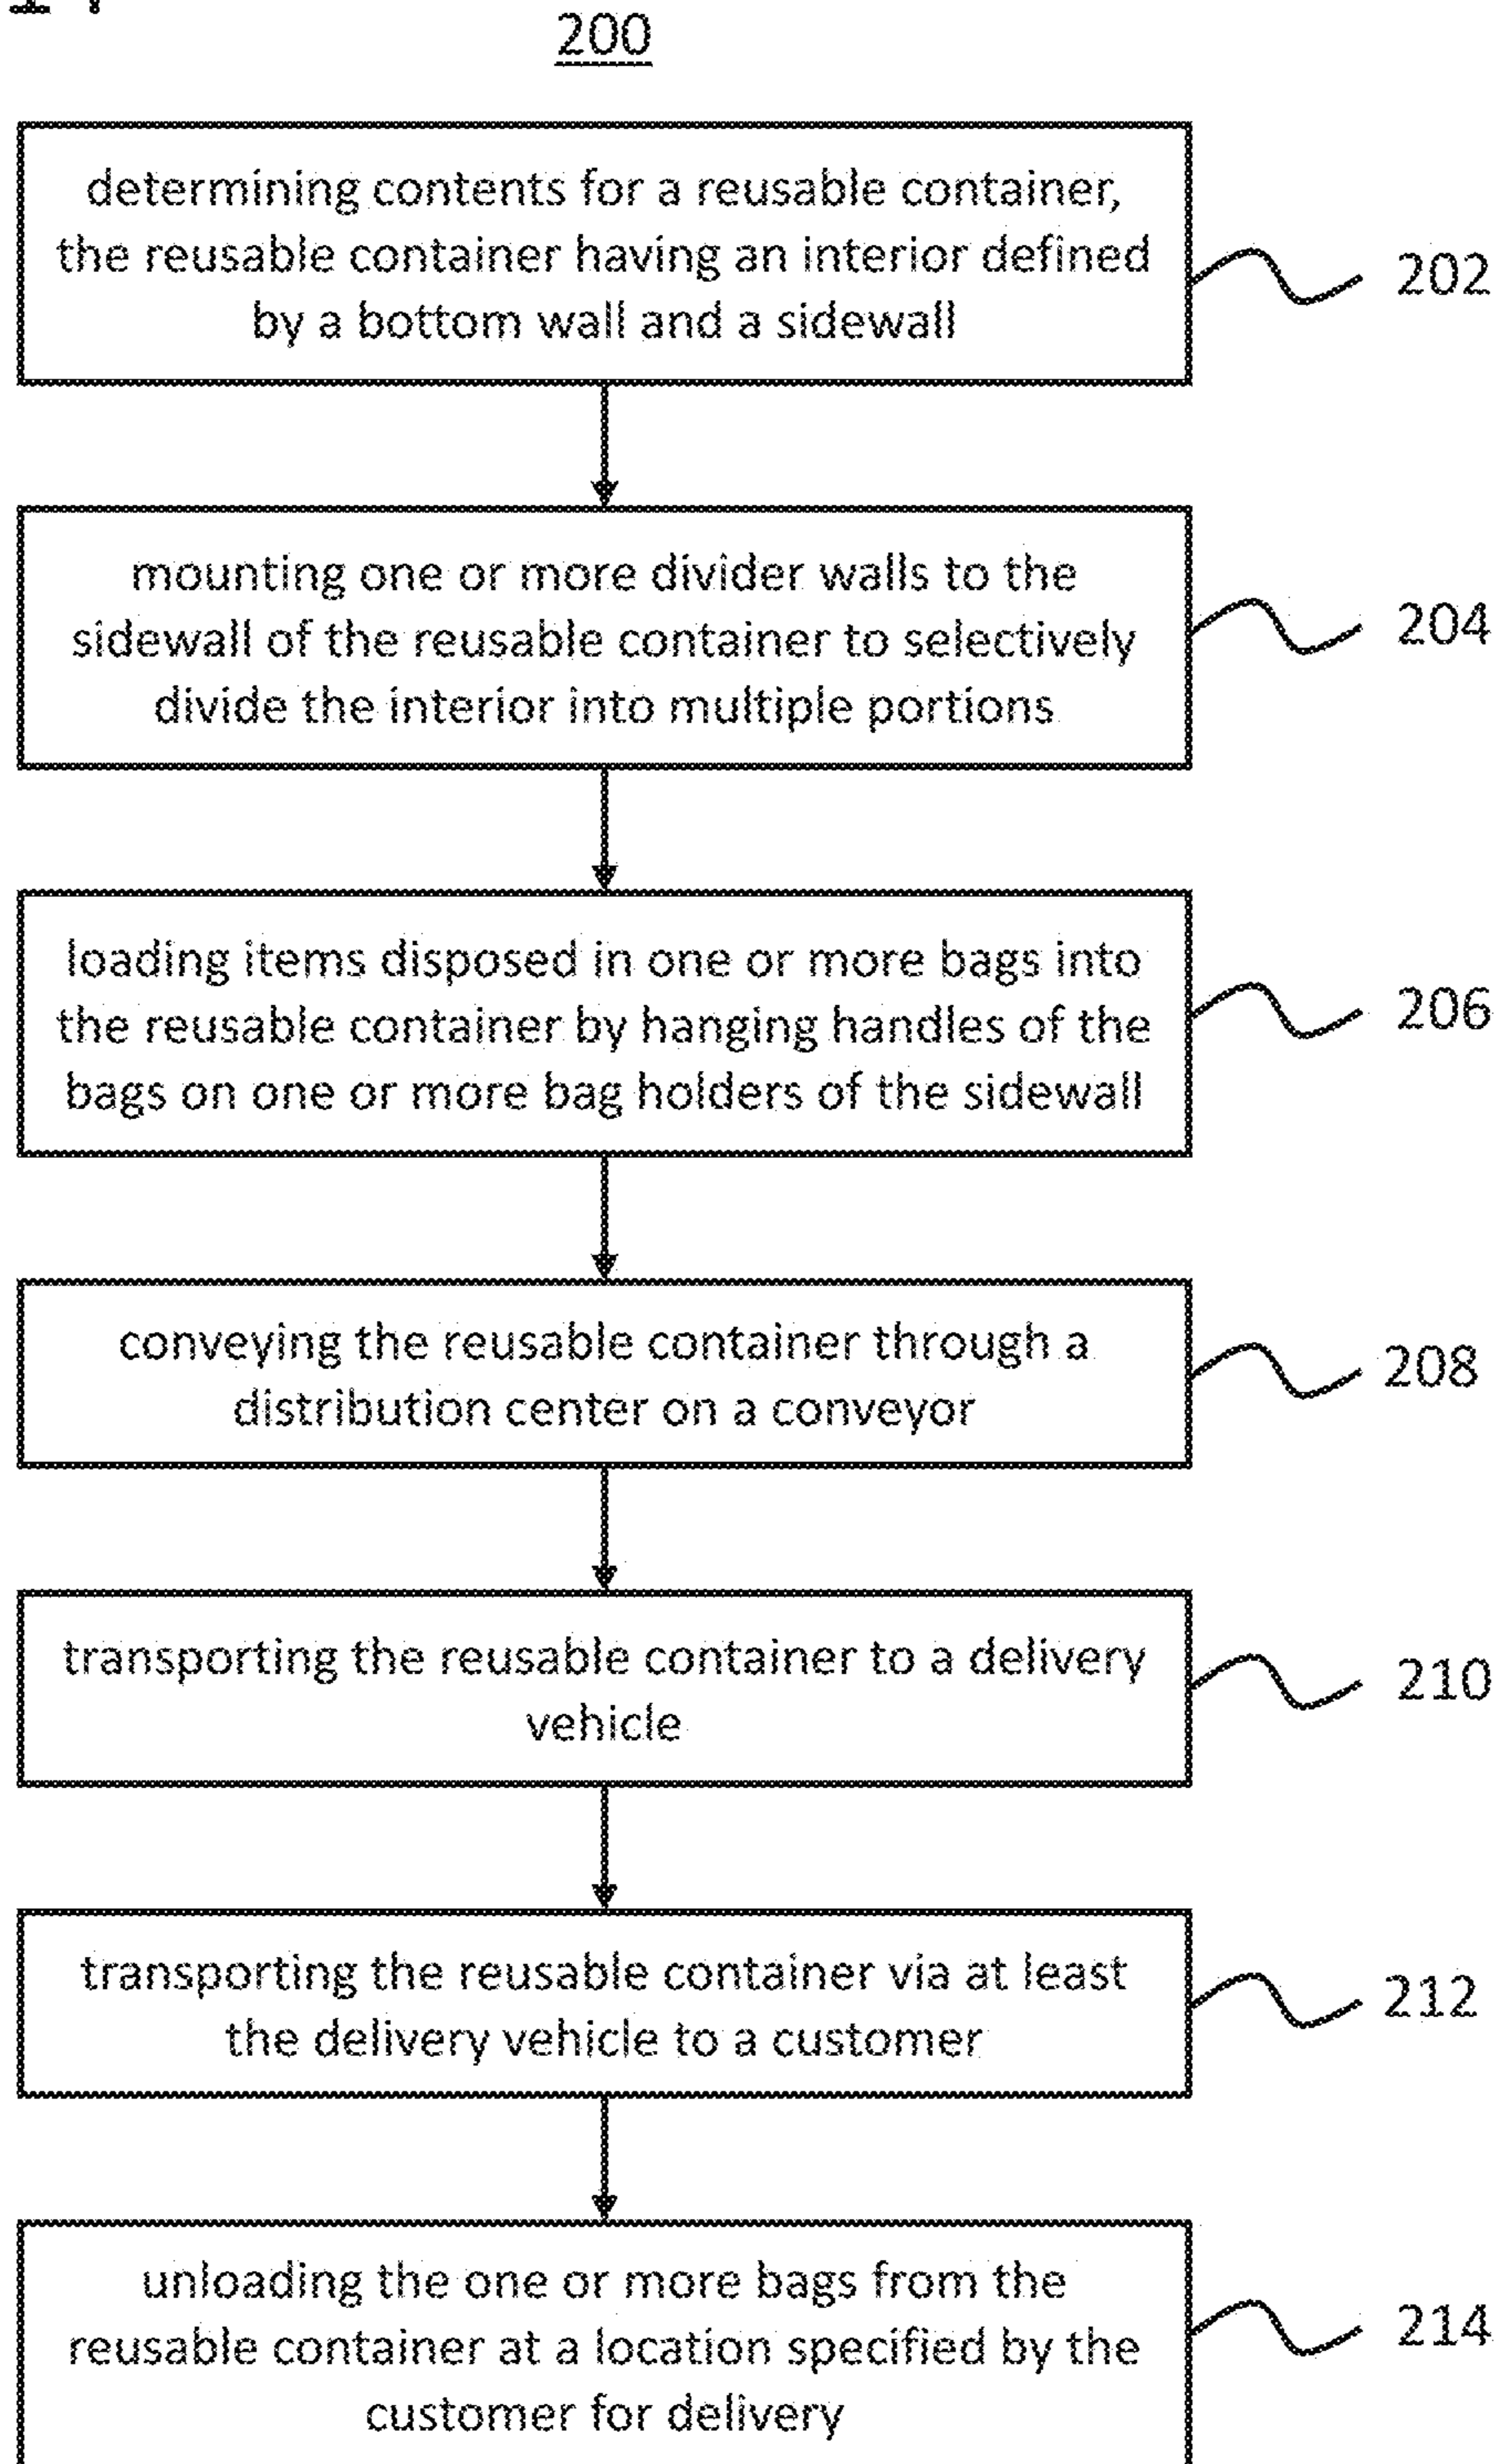 200
determining contents for a reusable container,
the reusable container having an interior defined
by a bottom wall and a sidewall
202
mounting one or more divider walls to the
sidewall of the reusable container to selectively
divide the interior into multiple portions
204
loading items disposed in one or more bags into
the reusable container by hanging handles of the
bags on one or more bag holders of the sidewall
206
conveying the reusable container through a
distribution center on a conveyor
208
transporting the reusable container to a delivery
vehicle
210
transporting the reusable container via at least
the delivery vehicle to a customer
212
unloading the one or more bags from the
reusable container at a location specified by the
customer for delivery
214